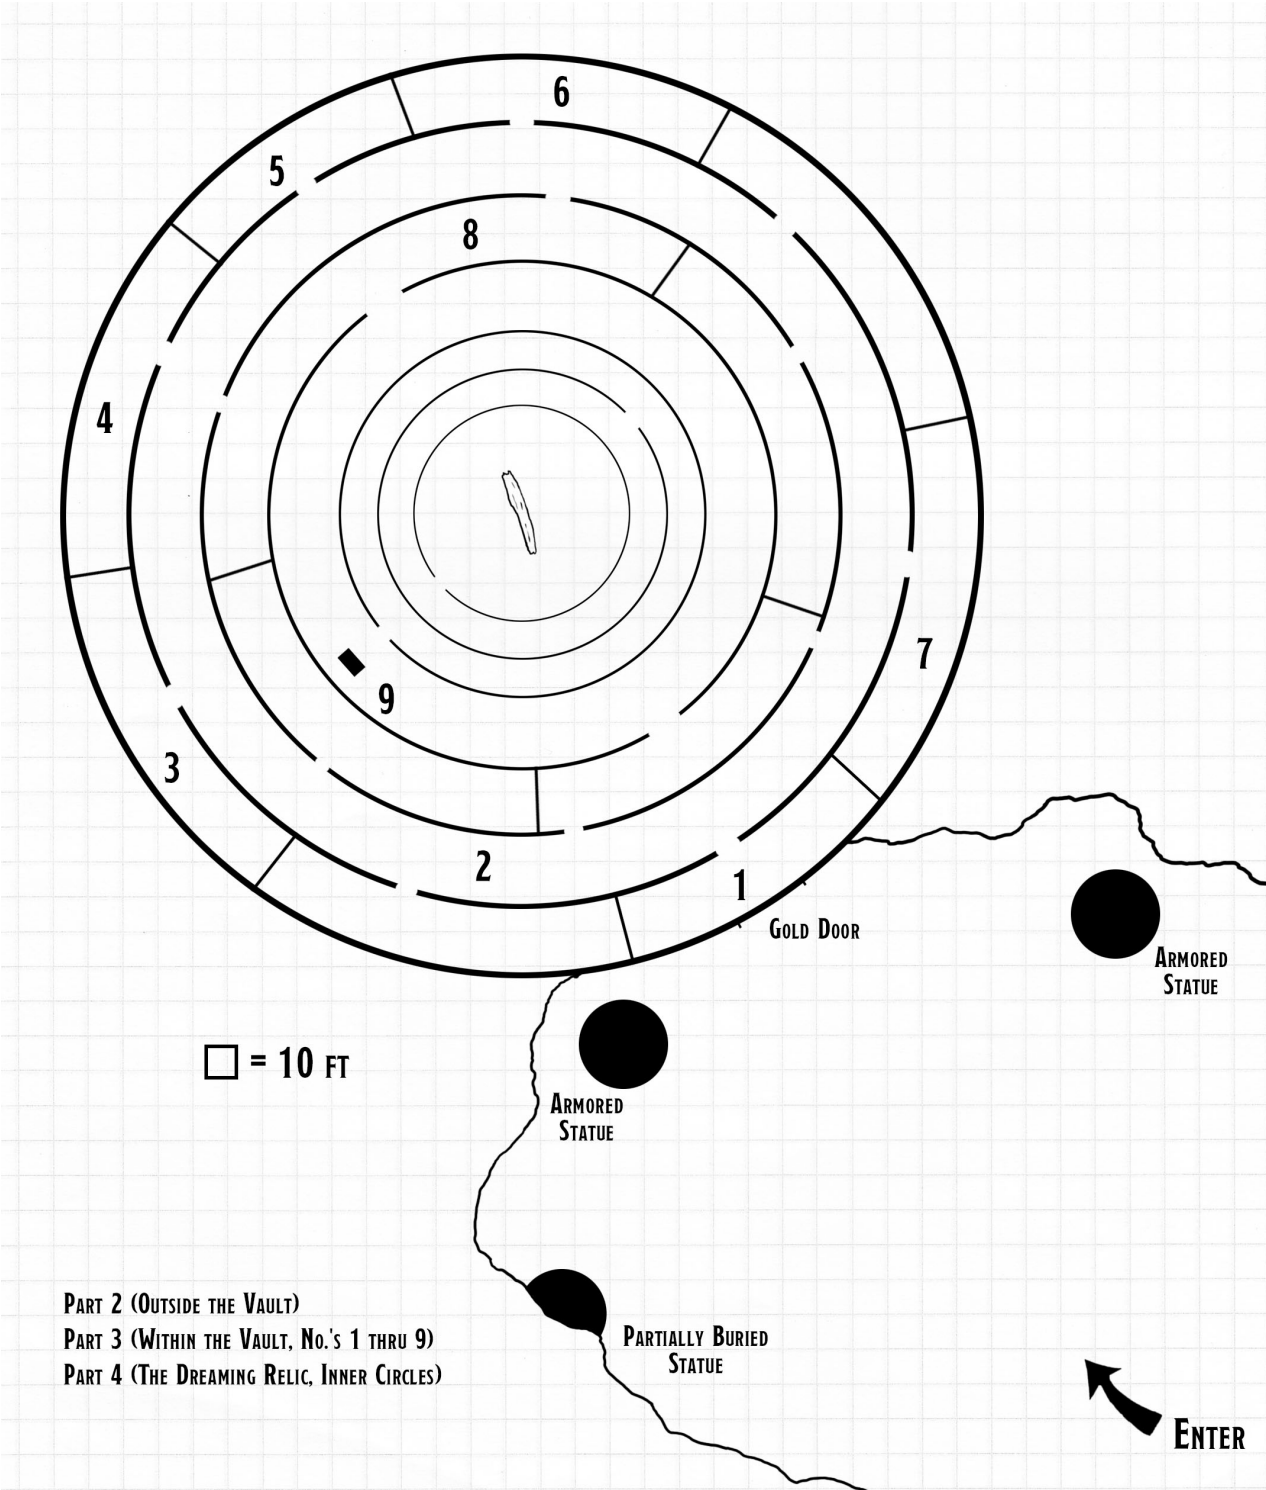 6
5
8
4
7
9
3
2
1
Gold Door
Armored
Statue
= 10 ft
Armored
Statue
Part 2 (Outside the Vault)
Part 3 (Within the Vault, No.'s 1 thru 9)
Part 4 (The Dreaming Relic, Inner Circles)
Partially Buried
Statue
Enter